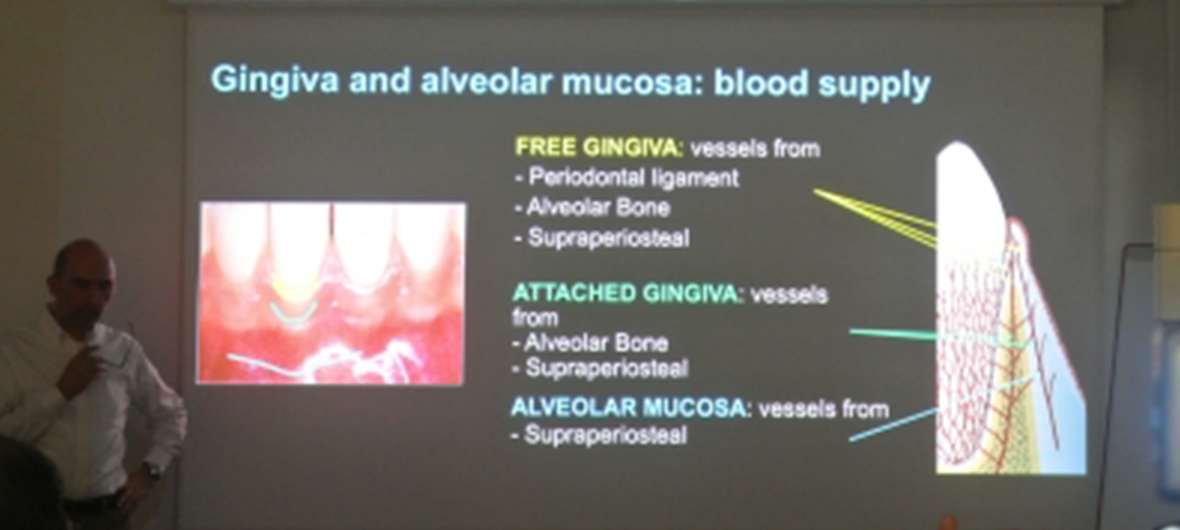 Gingiva and alveolar mucosa: blood supply
FREE GINGIVA: vessels from
- Periodontal ligament
- Alveolar Bone
- Supraperiosteal
ATTACHED GINGIVA: vessels
from
- Alveolar Bone
- Supraperiosteal
ALVEOLAR MUCOSA: vessels from
- Supraperiosteal